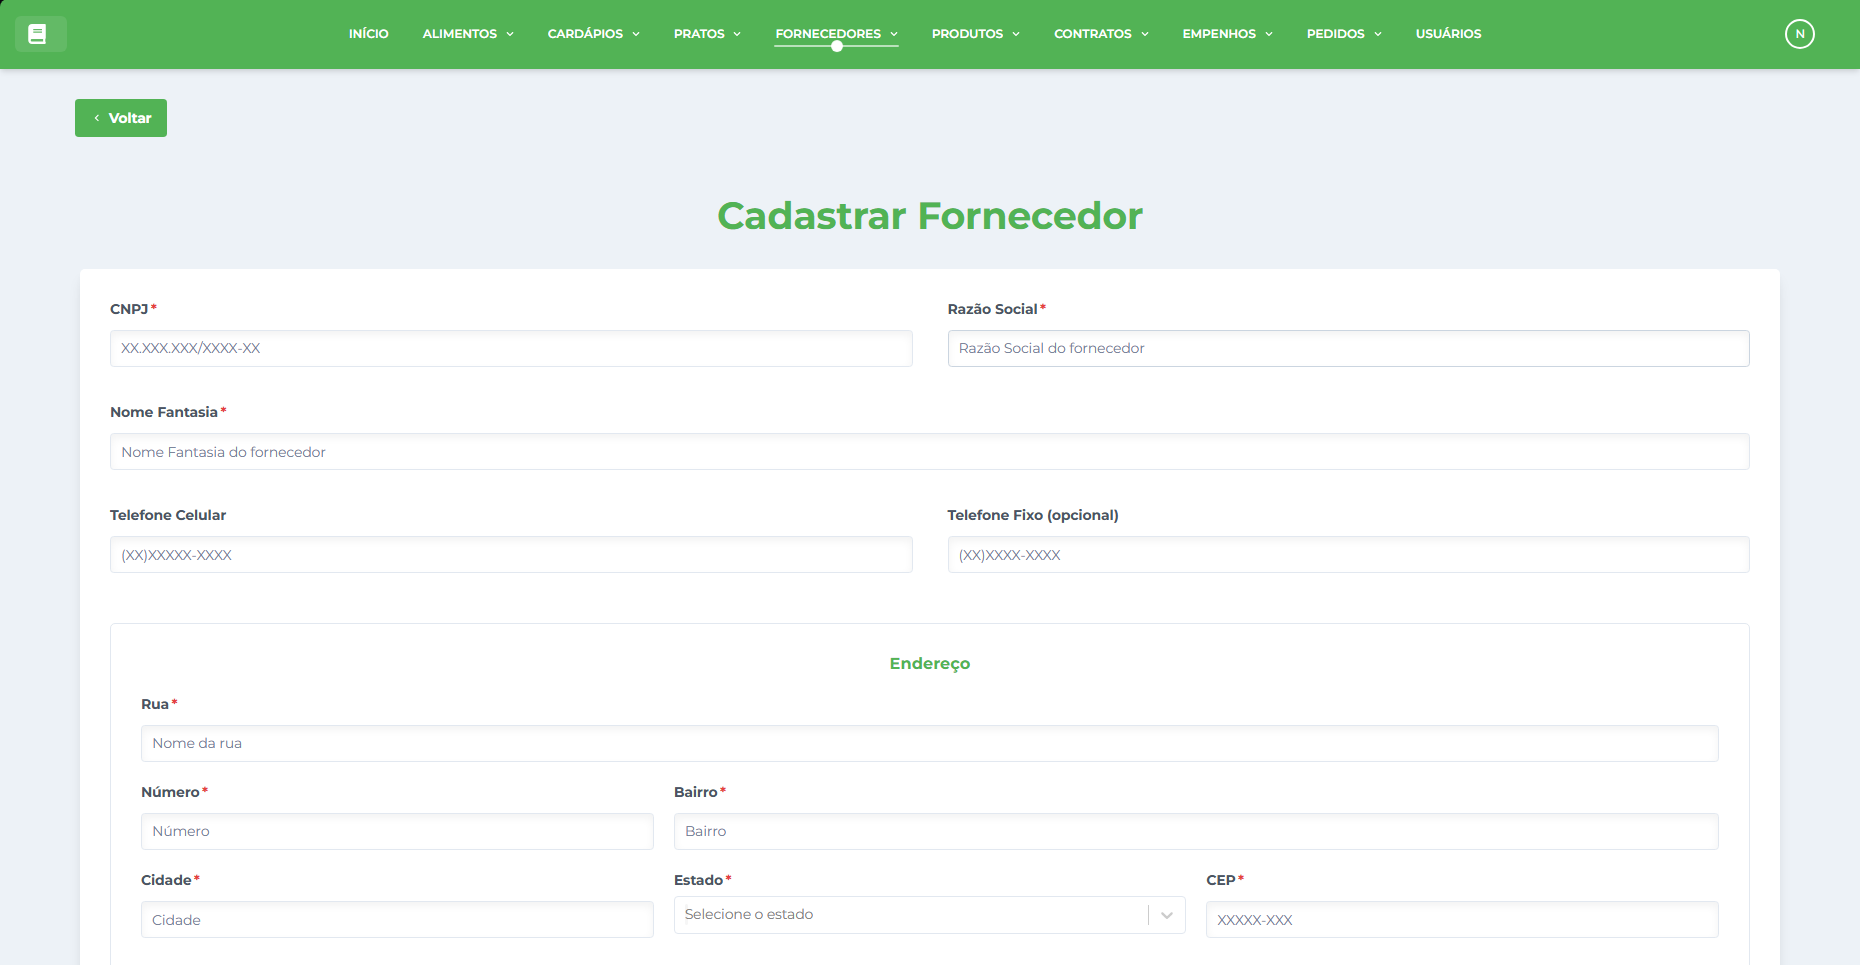 INÍCIO ALIMENTOS CARDÁPIOS PRATOS FORNECEDORES PRODUTOS CONTRATOS EMPENHOS PEDIDOS USUÁRIOS N
Voltar
Cadastrar Fornecedor
CNPJ* Razão Social*
XX.XXX.XXX/XXXX-XX Razão Social do fornecedor
Nome Fantasia*
Nome Fantasia do fornecedor
Telefone Celular Telefone Fixo (opcional)
(XX)XXXXX-XXXX (XX)XXXX-XXXX
Endereço
Rua*
Nome da rua
Número* Bairro*
Número Bairro
Cidade* Estado* CEP*
Cidade Selecione o estado XXXXX-XXX